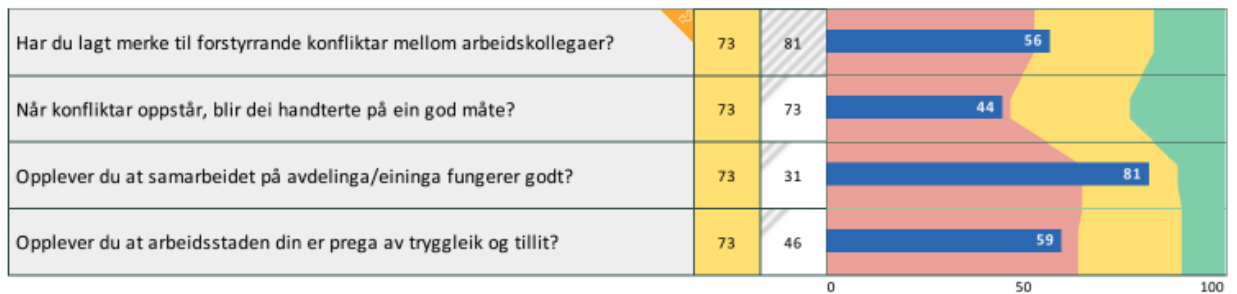 Har du lagt merke til forstyrrande konfliktar mellom arbeidskollegaer? 73 81 56
Når konfliktar oppstår, blir dei handterte på ein god måte? 73 73 44
Opplever du at samarbeidet på avdelinga/eininga fungerer godt? 73 31 81
Opplever du at arbeidsstaden din er prega av tryggleik og tillit? 73 46 59
0 50 100